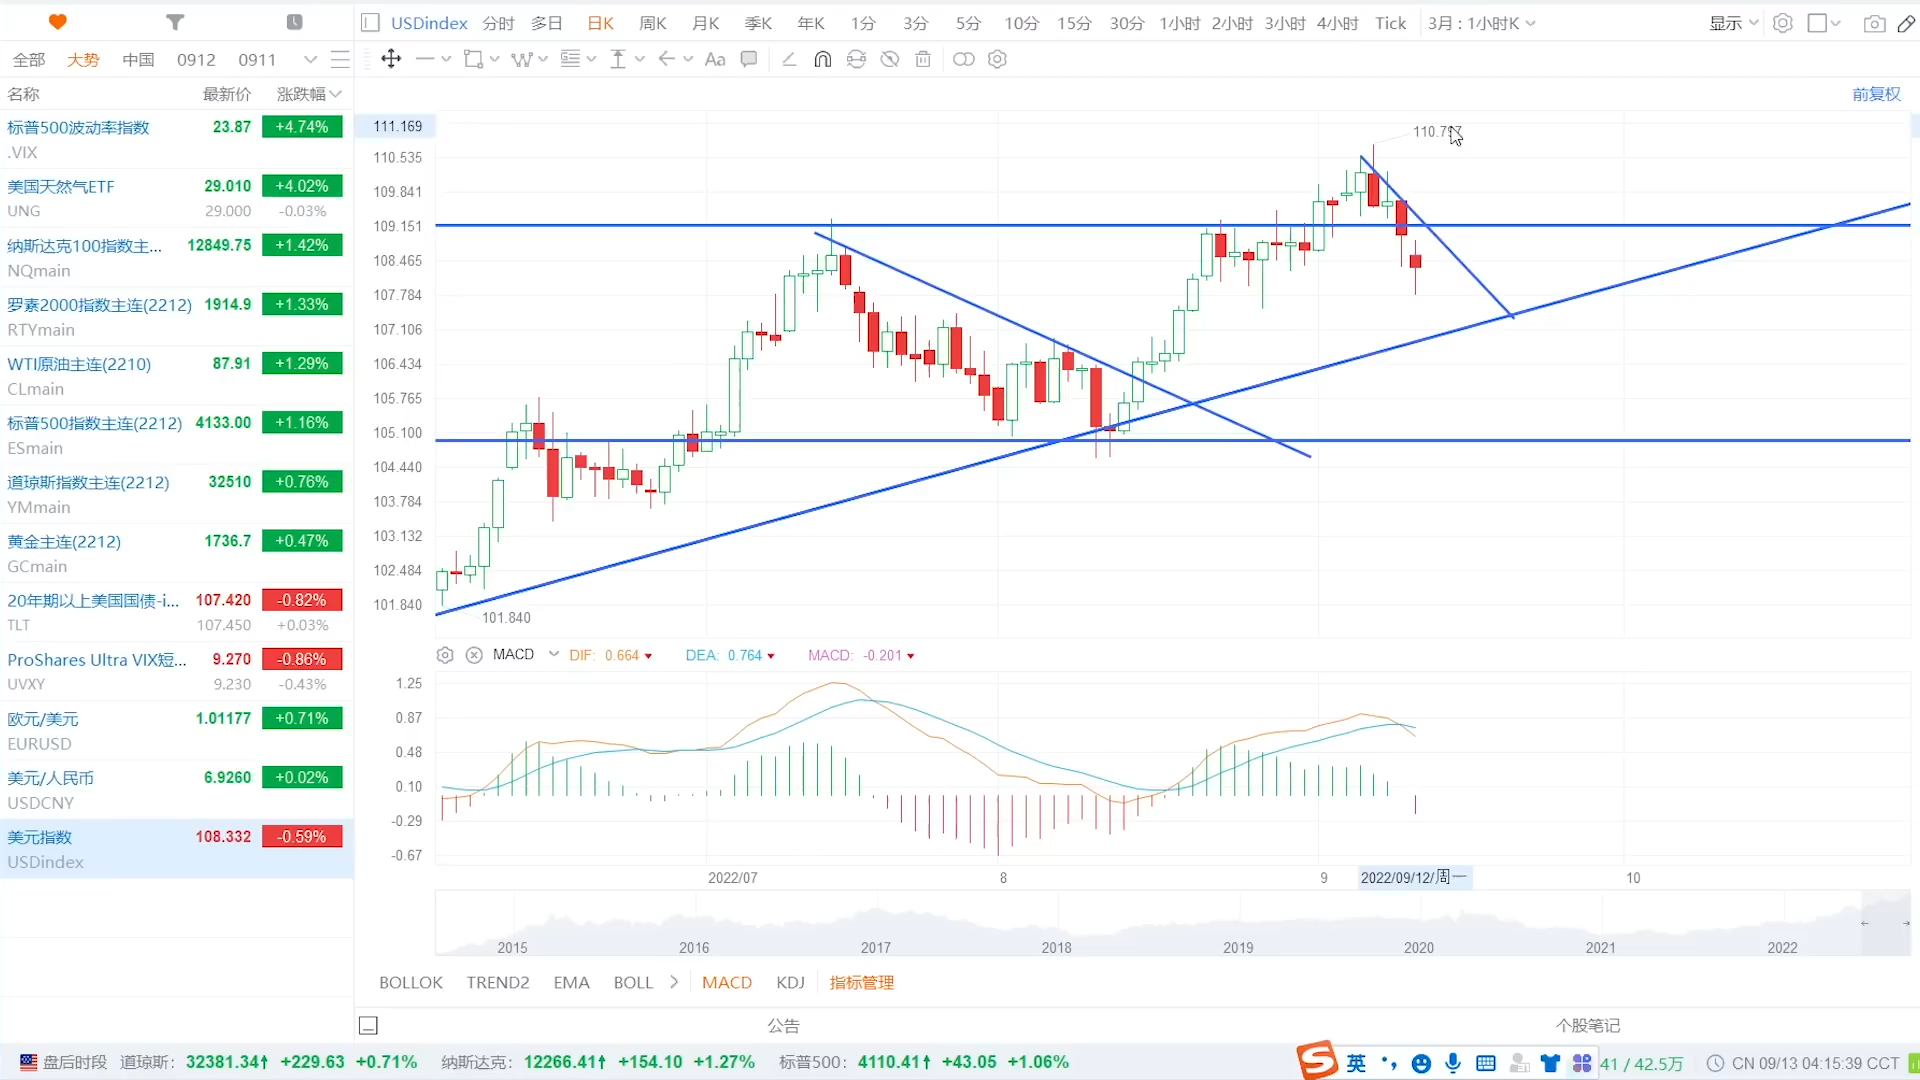 USDindex 分时 多日 日K 周K 月K 季K 年K 1分 3分 5分 10分 15分 30分 1小时 2小时 3小时 4小时 Tick 3月 : 1小时K 显示
全部 大势 中国 0912 0911
Aa
名称 最新价 涨跌幅
前复权
标普500波动率指数 23.87 +4.74%
.VIX
美国天然气ETF 29.010 +4.02%
UNG 29.000 -0.03%
纳斯达克100指数主... 12849.75 +1.42%
NQmain
罗素2000指数主连(2212) 1914.9 +1.33%
RTYmain
WTI原油主连(2210) 87.91 +1.29%
CLmain
标普500指数主连(2212) 4133.00 +1.16%
ESmain
道琼斯指数主连(2212) 32510 +0.76%
YMmain
黄金主连(2212) 1736.7 +0.47%
GCmain
20年期以上美国国债-i... 107.420 -0.82%
TLT 107.450 +0.03%
ProShares Ultra VIX短... 9.270 -0.86%
UVXY 9.230 -0.43%
欧元/美元 1.01177 +0.71%
EURUSD
美元/人民币 6.9260 +0.02%
USDCNY
美元指数 108.332 -0.59%
USDindex
111.169
110.535
109.841
109.151
108.465
107.784
107.106
106.434
105.765
105.100
104.440
103.784
103.132
102.484
101.840
101.840
MACD DIF: 0.664 DEA: 0.764 MACD: -0.201
1.25
0.87
0.48
0.10
-0.29
-0.67
2022/07 8 9 2022/09/12/周一 10
2015 2016 2017 2018 2019 2020 2021 2022
BOLLOK TREND2 EMA BOLL MACD KDJ 指标管理
公告 个股笔记
盘后时段 道琼斯: 32381.34↑ +229.63 +0.71% 纳斯达克: 12266.41↑ +154.10 +1.27% 标普500: 4110.41↑ +43.05 +1.06%
英
41 / 42.5万 CN 09/13 04:15:39 CCT